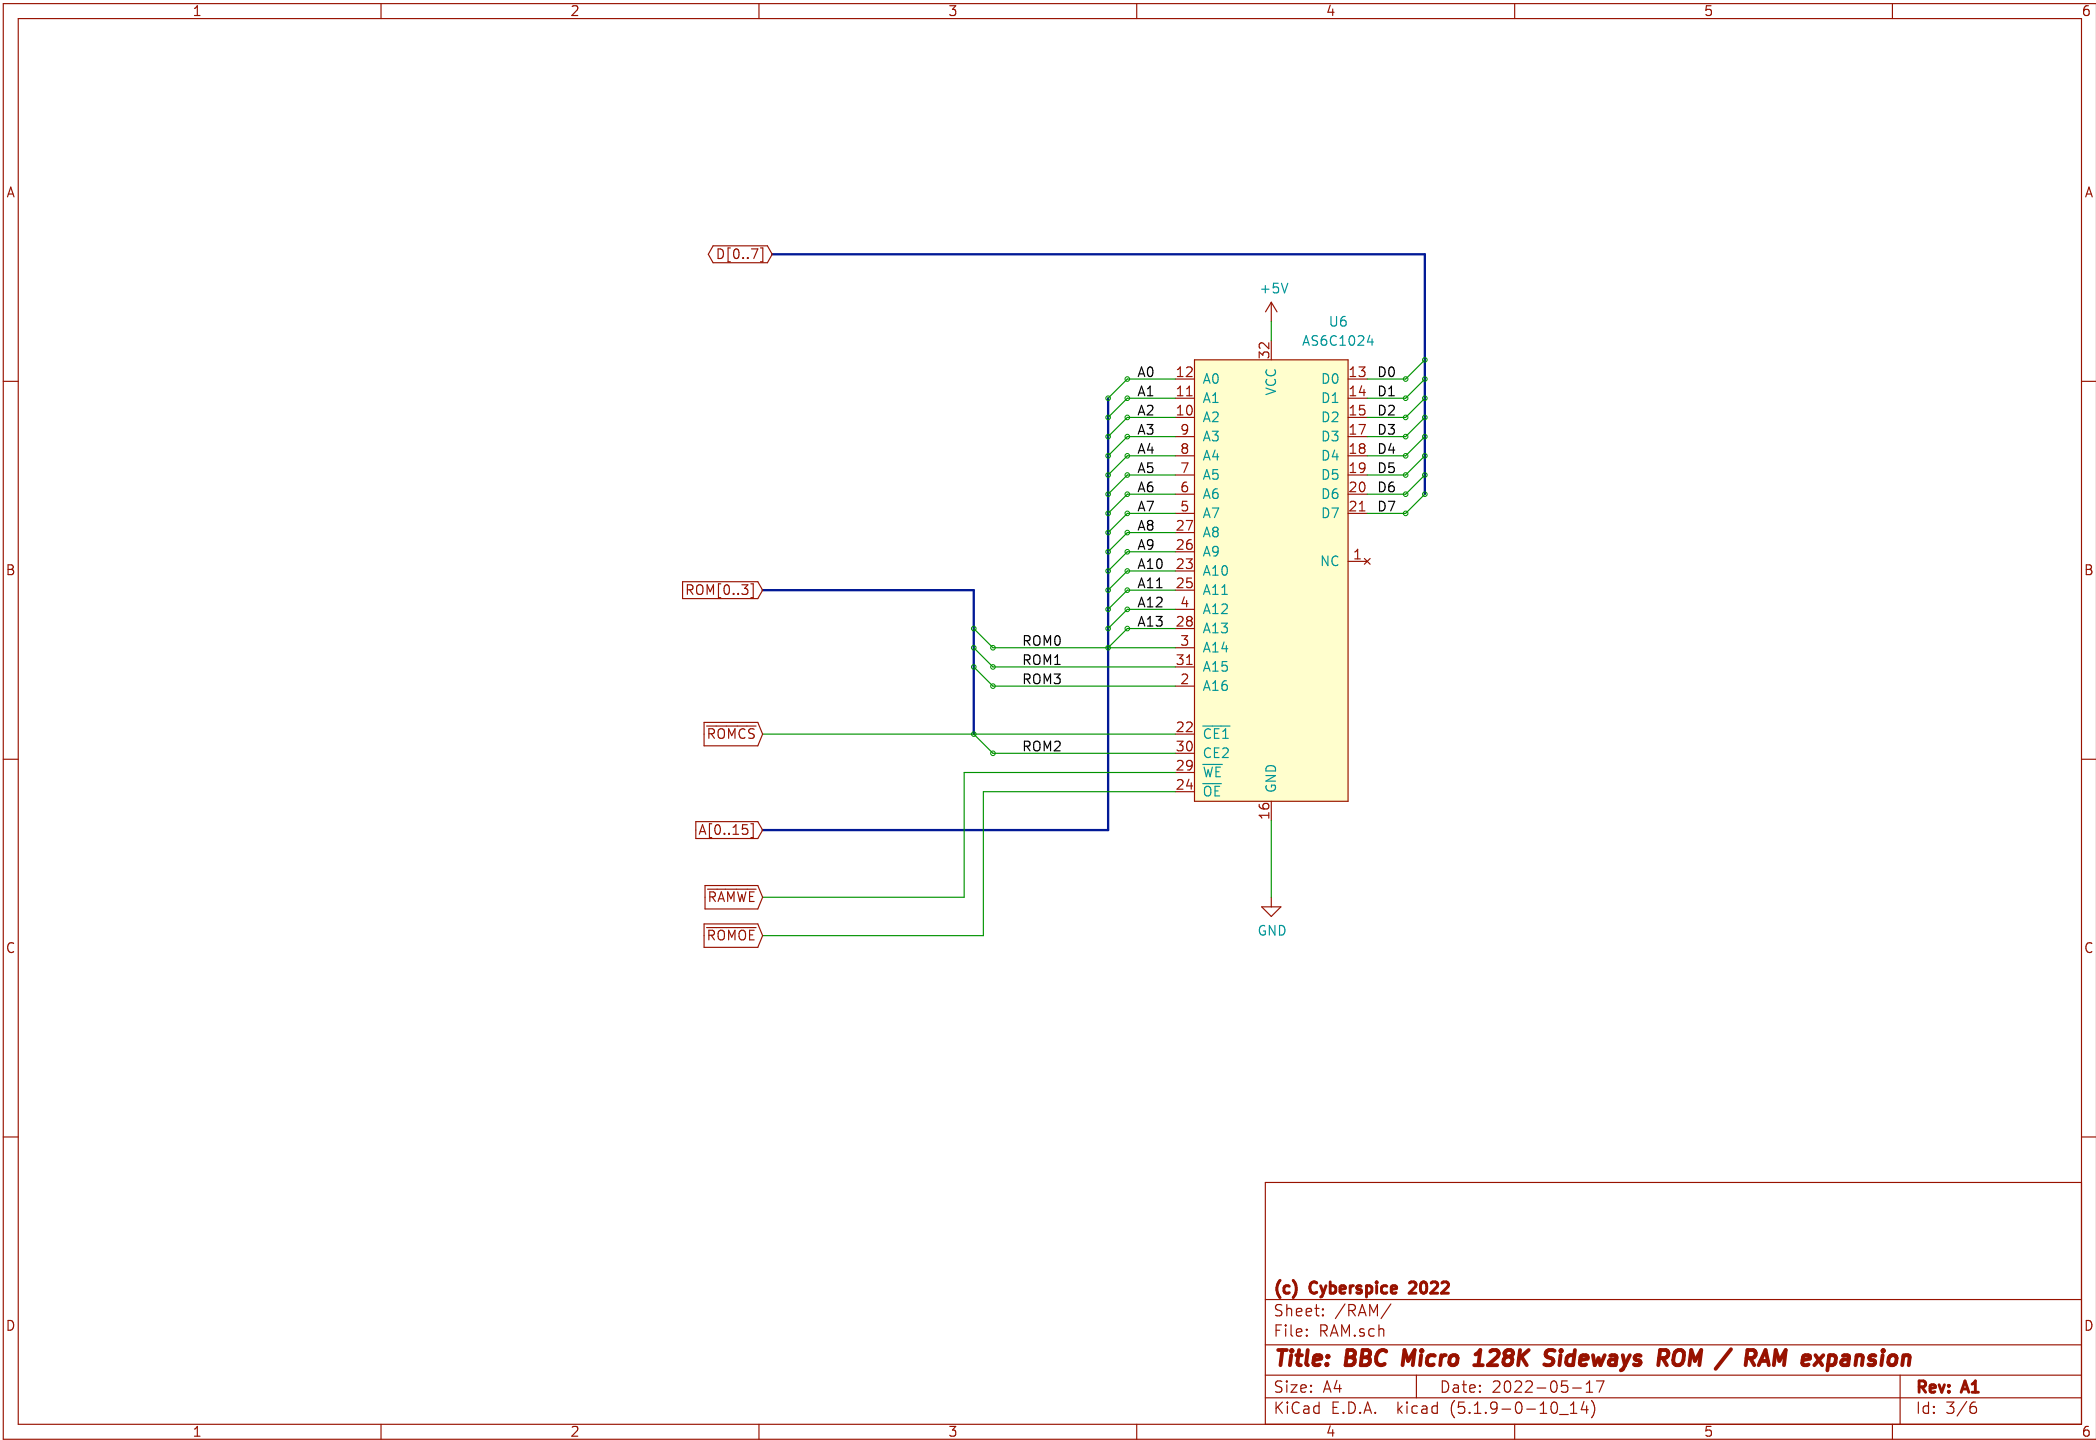 1 2 3 4 5 6
A A
D[0..7]
+5V
U6
AS6C1024
32
VCC
A0 12 A0 D0 13 D0
A1 11 A1 D1 14 D1
A2 10 A2 D2 15 D2
A3 9 A3 D3 17 D3
A4 8 A4 D4 18 D4
A5 7 A5 D5 19 D5
A6 6 A6 D6 20 D6
A7 5 A7 D7 21 D7
A8 27 A8
A9 26 A9
NC 1
B B
A10 23 A10
ROM[0..3]
A11 25 A11
A12 4 A12
A13 28 A13
ROM0 3 A14
ROM1 31 A15
ROM3 2 A16
ROMCS 22 CE1
ROM2 30 CE2
29 WE
24 OE
GND
16
A[0..15]
RAMWE
ROMOE
GND
C C
(c) Cyberspice 2022
Sheet: /RAM/
File: RAM.sch
D D
Title: BBC Micro 128K Sideways ROM / RAM expansion
Size: A4 Date: 2022-05-17 Rev: A1
KiCad E.D.A. kicad (5.1.9-0-10_14) Id: 3/6
1 2 3 4 5 6